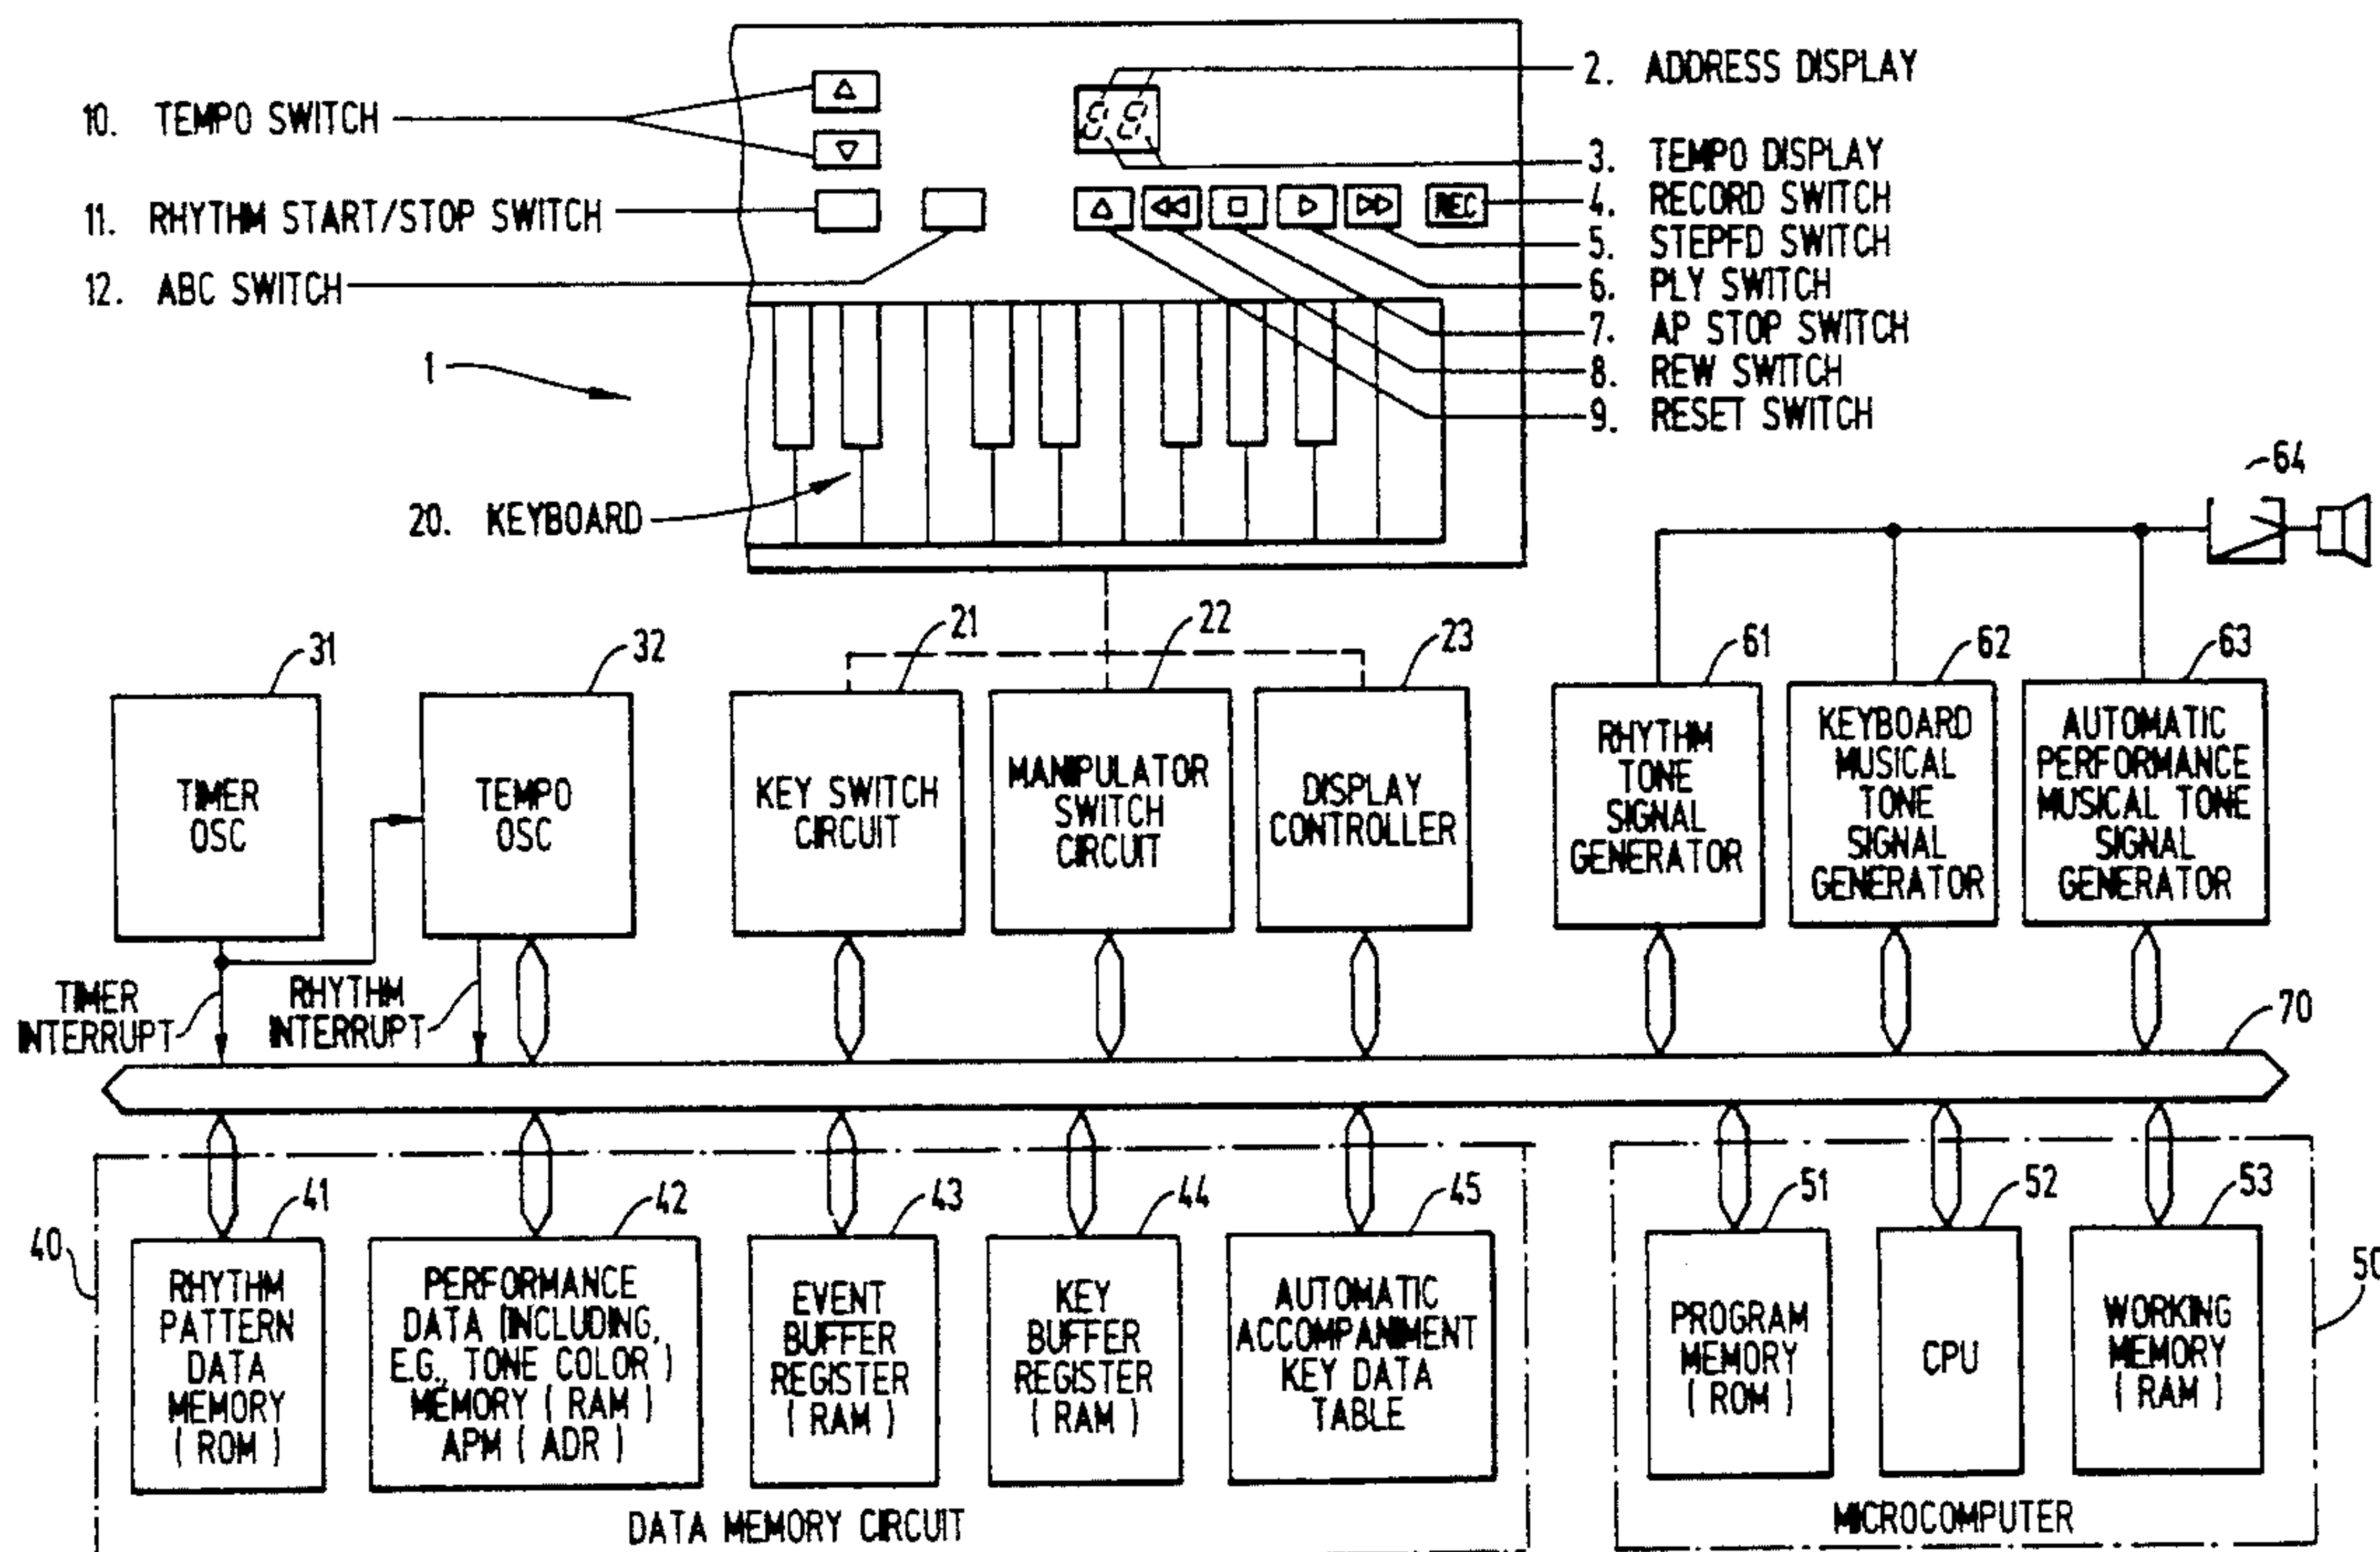 2. ADDRESS DISPLAY
10. TEMPO SWITCH
88
3. TEMPO DISPLAY
11. RHYTHM START/STOP SWITCH
REC
4. RECORD SWITCH
5. STEPFD SWITCH
12. ABC SWITCH
6. PLY SWITCH
7. AP STOP SWITCH
1
8. REW SWITCH
9. RESET SWITCH
20. KEYBOARD
64
31
32
21
22
23
61
62
63
TIMER
OSC
TEMPO
OSC
KEY SWITCH
CIRCUIT
MANIPULATOR
SWITCH
CIRCUIT
DISPLAY
CONTROLLER
RHYTHM
TONE
SIGNAL
GENERATOR
KEYBOARD
MUSICAL
TONE
SIGNAL
GENERATOR
AUTOMATIC
PERFORMANCE
MUSICAL TONE
SIGNAL
GENERATOR
TIMER
INTERRUPT
RHYTHM
INTERRUPT
70
40
41
42
43
44
45
51
52
53
50
RHYTHM
PATTERN
DATA
MEMORY
(ROM)
PERFORMANCE
DATA (INCLUDING,
E.G., TONE COLOR)
MEMORY (RAM)
APM (ADR)
EVENT
BUFFER
REGISTER
(RAM)
KEY
BUFFER
REGISTER
(RAM)
AUTOMATIC
ACCOMPANIMENT
KEY DATA
TABLE
PROGRAM
MEMORY
(ROM)
CPU
WORKING
MEMORY
(RAM)
DATA MEMORY CIRCUIT
MICROCOMPUTER